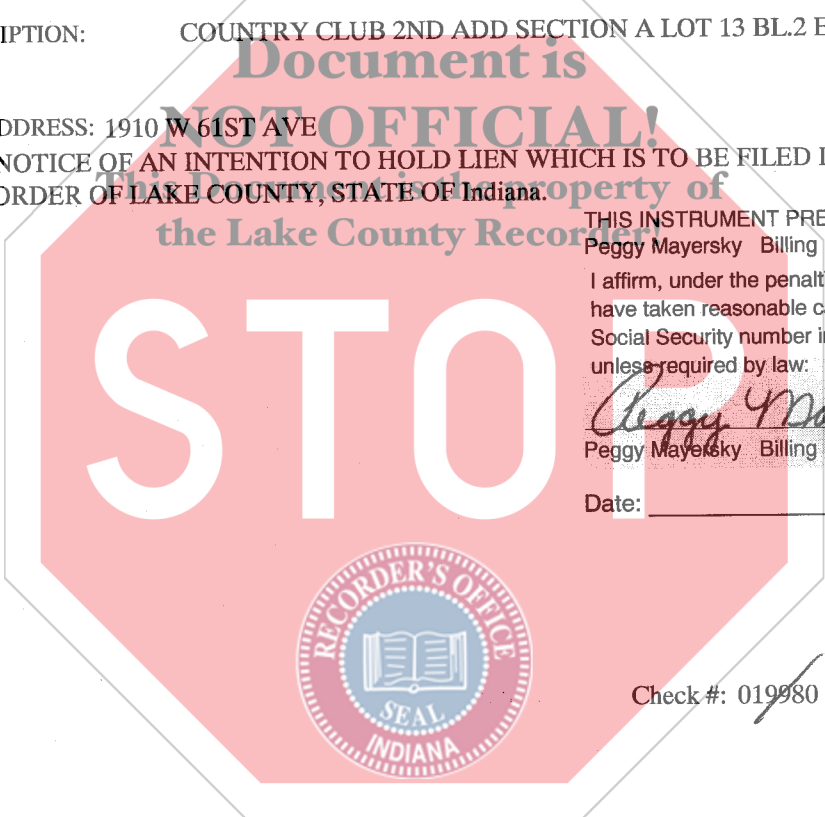 IPTION: COUNTRY CLUB 2ND ADD SECTION A LOT 13 BL.2 E
Document is
DDRESS: 1910 W 61ST AVE
NOT OFFICIAL!
NOTICE OF AN INTENTION TO HOLD LIEN WHICH IS TO BE FILED I
ORDER OF LAKE COUNTY, STATE OF Indiana.
This Document is the property of
the Lake County Recorder!
THIS INSTRUMENT PRE
Peggy Mayersky Billing
I affirm, under the penalti
have taken reasonable c
Social Security number i
unless required by law:
STOP
Peggy Ma
Peggy Mayersky Billing
Date:
RECORDER'S OFFICE
SEAL
INDIANA
Check #: 019980